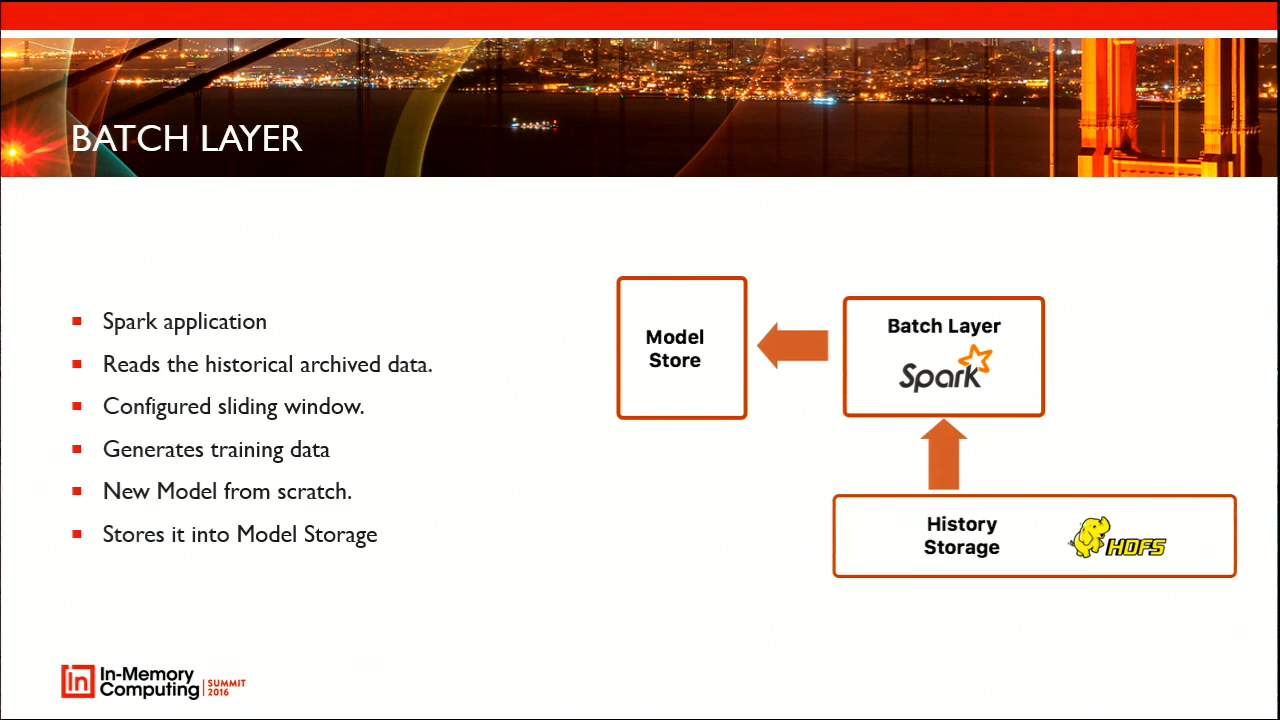 BATCH LAYER
Spark application
Reads the historical archived data.
Configured sliding window.
Generates training data
New Model from scratch.
Stores it into Model Storage
Model
Store
Batch Layer
Spark
History
Storage
HDFS
in In-Memory
Computing
SUMMIT
2016